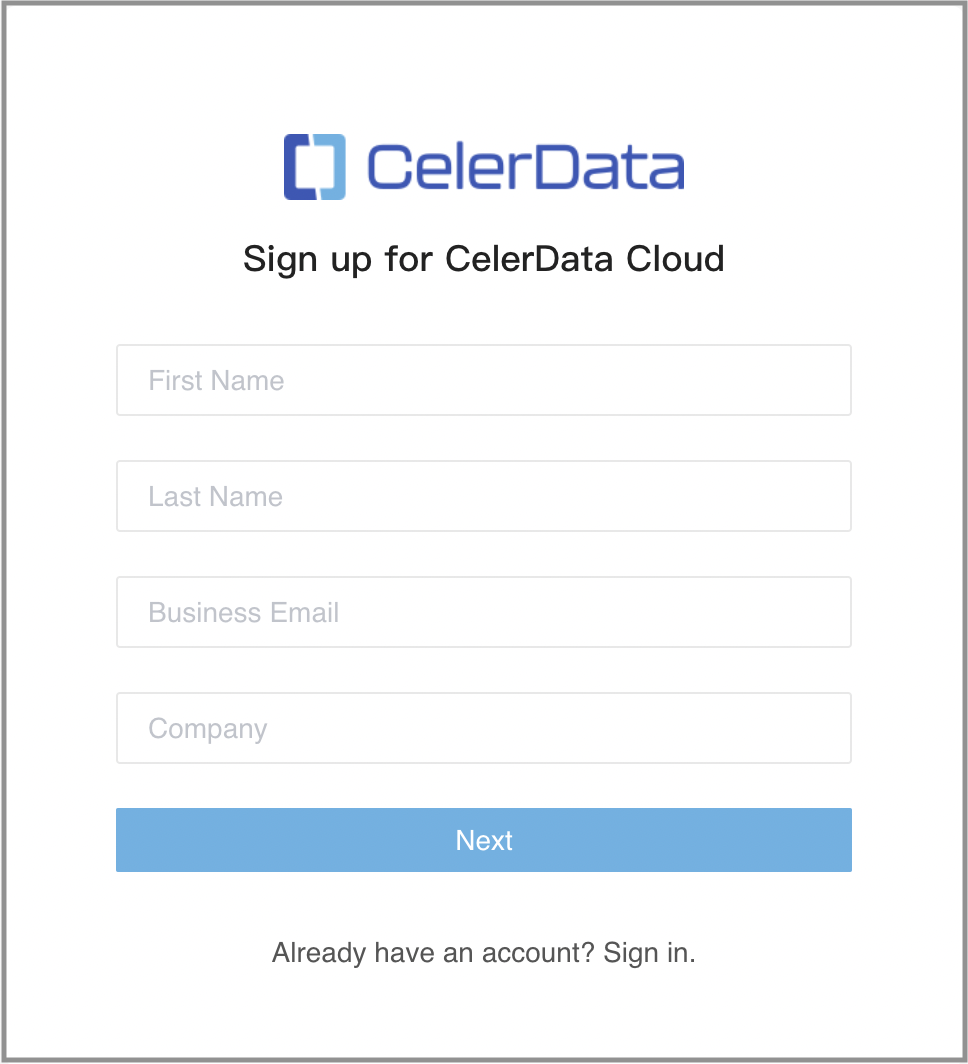 CelerData
Sign up for CelerData Cloud
First Name
Last Name
Business Email
Company
Next
Already have an account? Sign in.